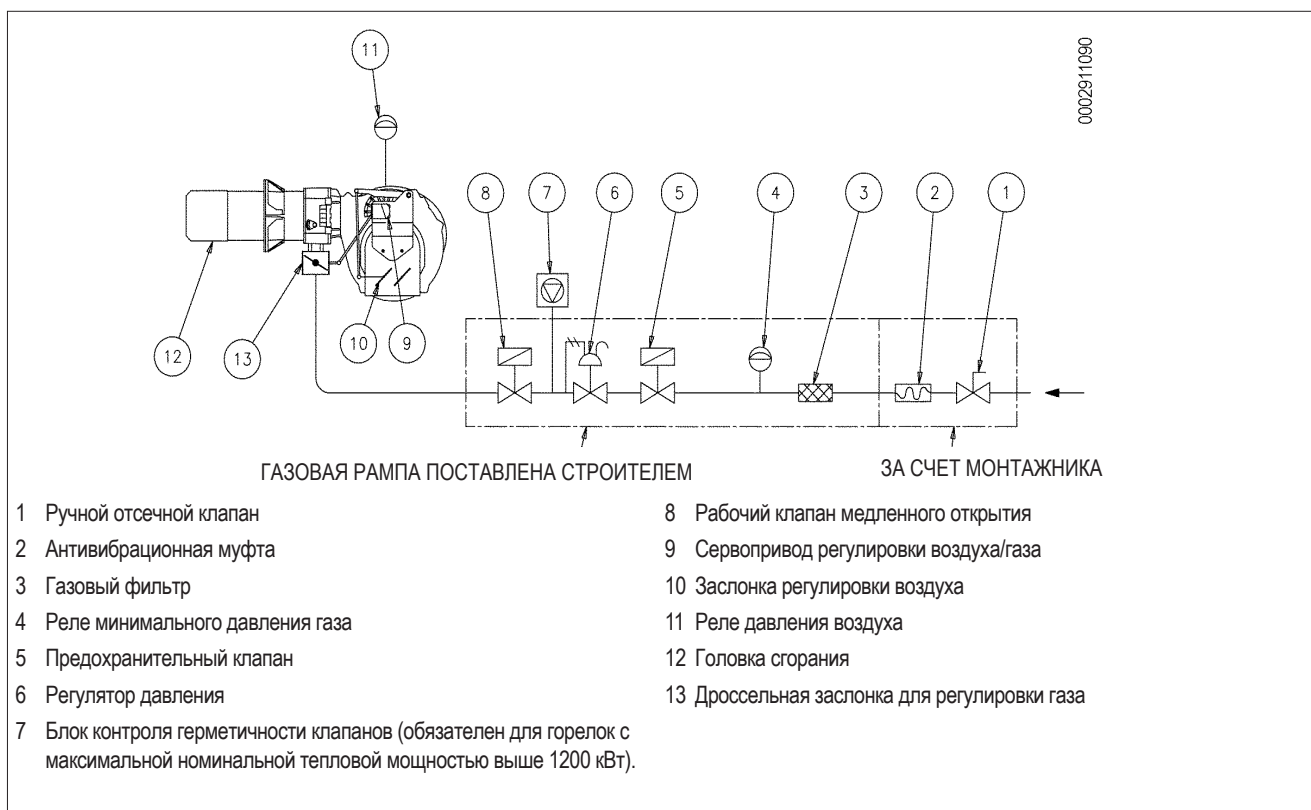 0002911090
11
8
7
6
5
4
3
2
1
12
13
10
9
ГАЗОВАЯ РАМПА ПОСТАВЛЕНА СТРОИТЕЛЕМ
ЗА СЧЕТ МОНТАЖНИКА
1 Ручной отсечной клапан
2 Антивибрационная муфта
3 Газовый фильтр
4 Реле минимального давления газа
5 Предохранительный клапан
6 Регулятор давления
7 Блок контроля герметичности клапанов (обязателен для горелок с
максимальной номинальной тепловой мощностью выше 1200 кВт).
8 Рабочий клапан медленного открытия
9 Сервопривод регулировки воздуха/газа
10 Заслонка регулировки воздуха
11 Реле давления воздуха
12 Головка сгорания
13 Дроссельная заслонка для регулировки газа